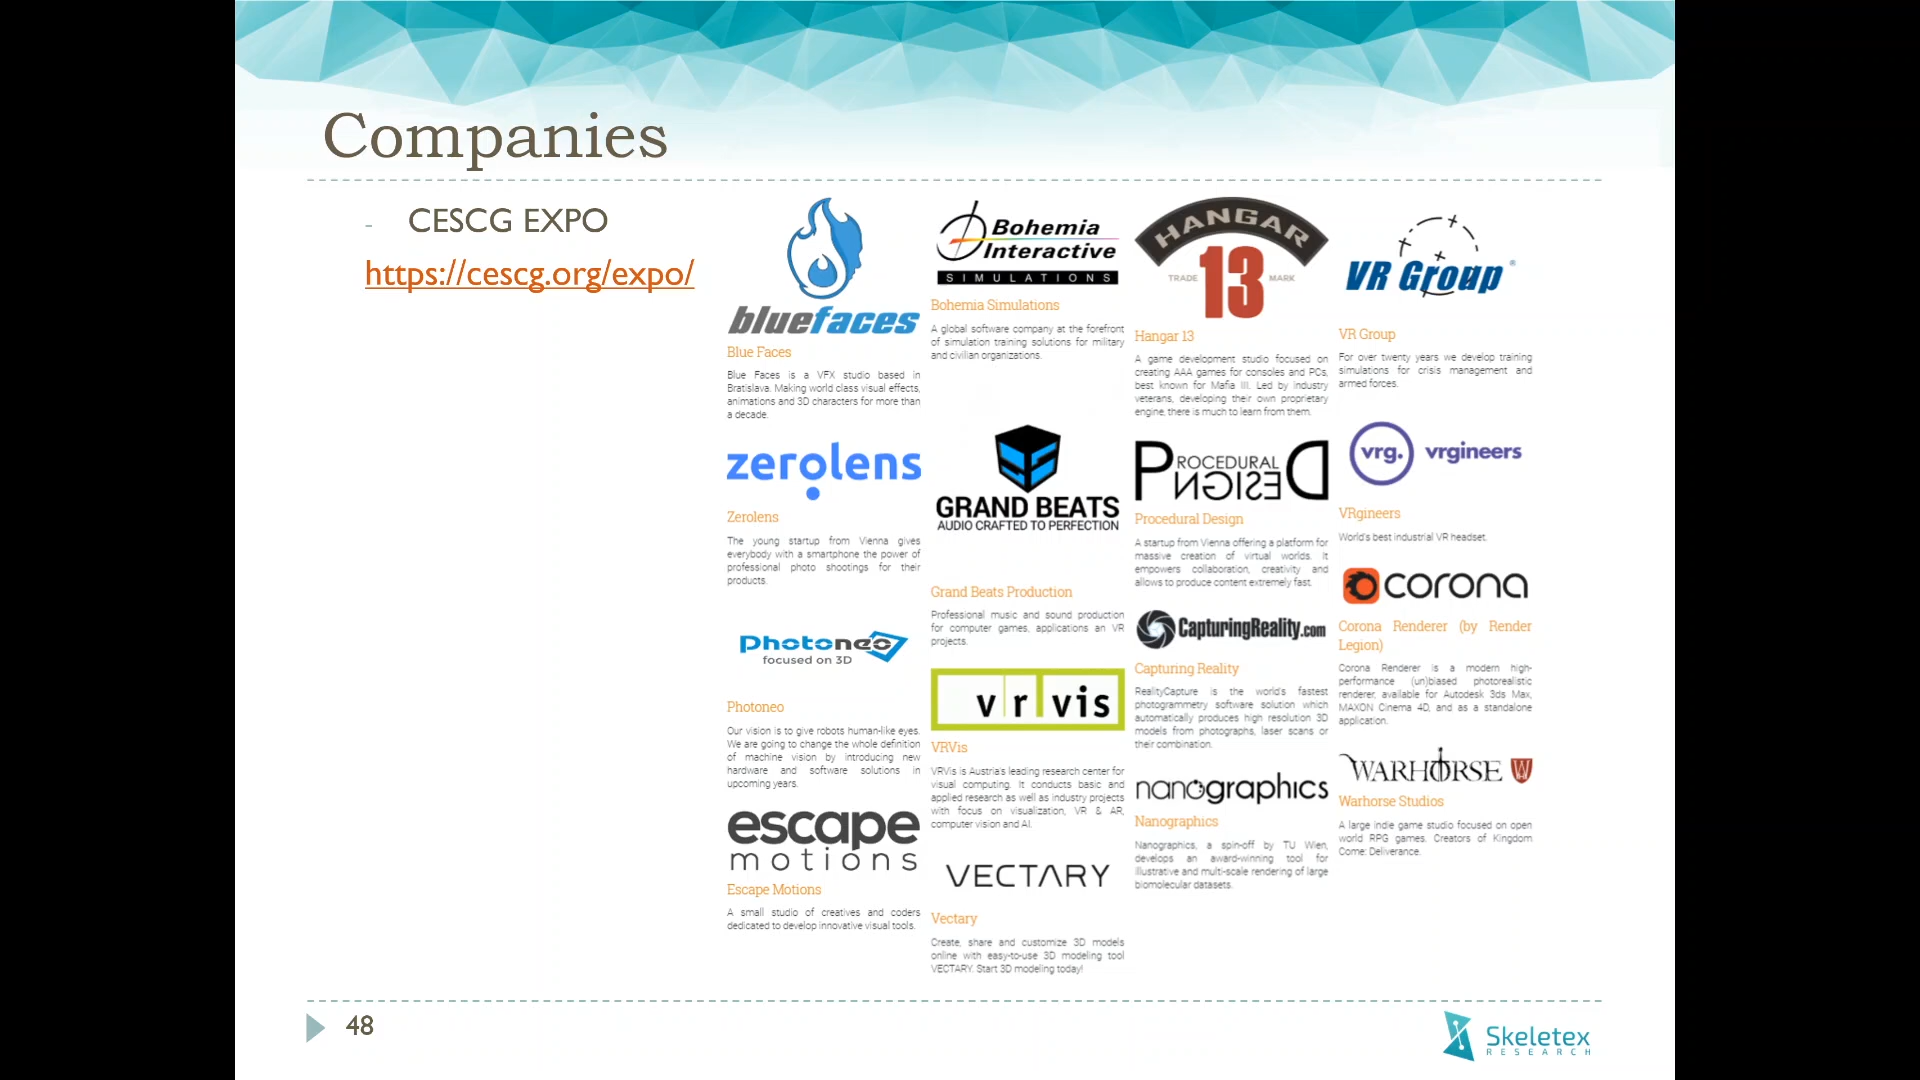 Companies
- CESCG EXPO
https://cescg.org/expo/
bluefaces
Blue Faces
Blue Faces is a VFX studio based in
Bratislava. Making world class visual effects,
animations and 3D characters for more than
a decade.
zerolens
Zerolens
The young startup from Vienna gives
everybody with a smartphone the power of
professional photo shootings for their
products.
Photoneo
focused on 3D
Photoneo
Our vision is to give robots human-like eyes.
We are going to change the whole definition
of machine vision by introducing new
hardware and software solutions in
upcoming years.
escape
motions
Escape Motions
A small studio of creatives and coders
dedicated to develop innovative visual tools.
Bohemia
Interactive
SIMULATIONS
Bohemia Simulations
A global software company at the forefront
of simulation training solutions for military
and civilian organizations.
GRAND BEATS
AUDIO CRAFTED TO PERFECTION
Grand Beats Production
Professional music and sound production
for computer games, applications an VR
projects.
vrvis
VRVis
VRVis is Austria's leading research center for
visual computing. It conducts basic and
applied research as well as industry projects
with focus on visualization, VR & AR,
computer vision and AI.
VECTARY
Vectary
Create, share and customize 3D models
online with easy-to-use 3D modeling tool
VECTARY. Start 3D modeling today!
HANGAR
TRADE 13 MARK
Hangar 13
A game development studio focused on
creating AAA games for consoles and PCs,
best known for Mafia III. Led by industry
veterans, developing their own proprietary
engine, there is much to learn from them.
PROCEDURAL
DESIGN
Procedural Design
A startup from Vienna offering a platform for
massive creation of virtual worlds. It
empowers collaboration, creativity and
allows to produce content extremely fast.
CapturingReality.com
Capturing Reality
RealityCapture is the world's fastest
photogrammetry software solution which
automatically produces high resolution 3D
models from photographs, laser scans or
their combination.
nanographics
Nanographics
Nanographics, a spin-off by TU Wien,
develops an award-winning tool for
illustrative and multi-scale rendering of large
biomolecular datasets.
VR Group ®
VR Group
For over twenty years we develop training
simulations for crisis management and
armed forces.
vrg. vrgineers
VRgineers
World's best industrial VR headset.
corona
Corona Renderer (by Render
Legion)
Corona Renderer is a modern high-
performance (un)biased photorealistic
renderer, available for Autodesk 3ds Max,
MAXON Cinema 4D, and as a standalone
application.
WARHORSE
Warhorse Studios
A large indie game studio focused on open
world RPG games. Creators of Kingdom
Come: Deliverance.
48
Skeletex
RESEARCH